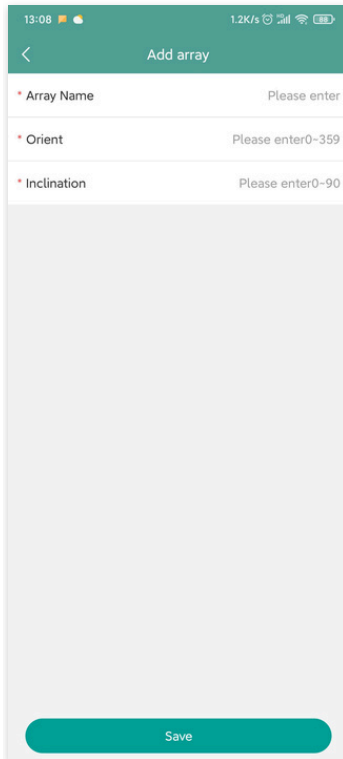 13:08 1.2K/s 88
Add array
* Array Name Please enter
* Orient Please enter0~359
* Inclination Please enter0~90
Save